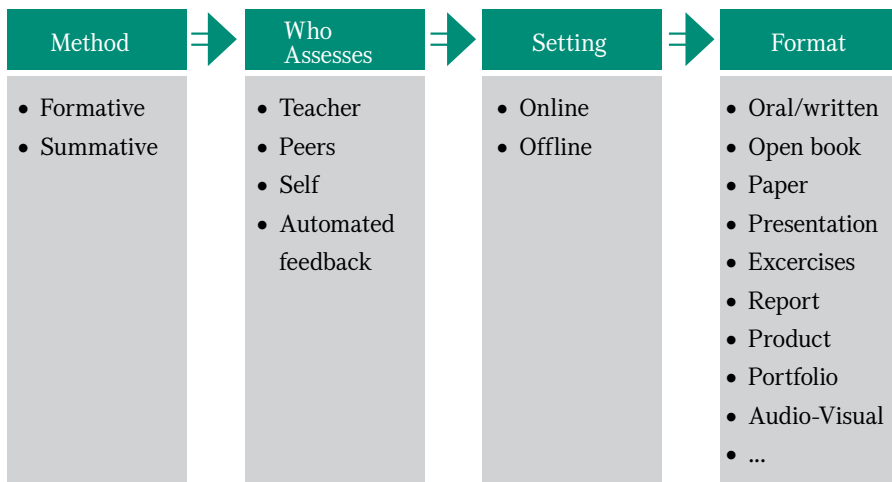 Method
• Formative
• Summative
Who
Assesses
• Teacher
• Peers
• Self
• Automated
feedback
Setting
• Online
• Offline
Format
• Oral/written
• Open book
• Paper
• Presentation
• Excercises
• Report
• Product
• Portfolio
• Audio-Visual
• ...